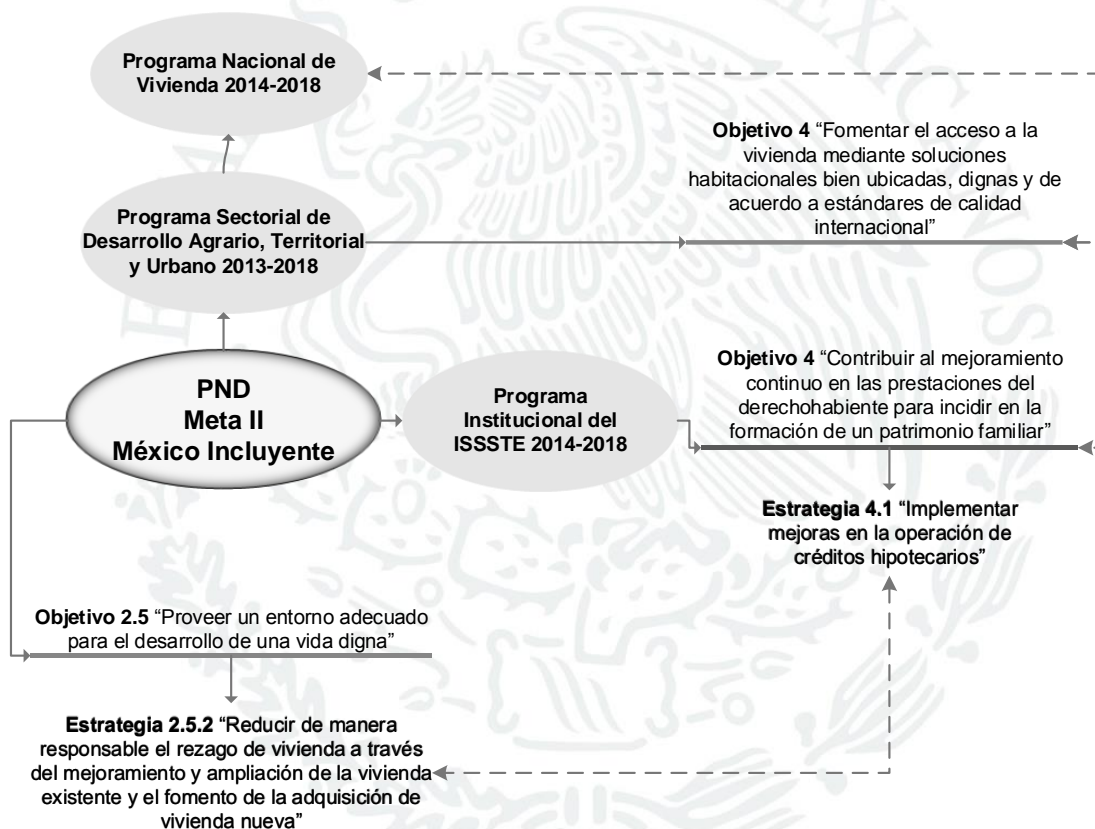 Programa Nacional de
Vivienda 2014-2018
Objetivo 4 “Fomentar el acceso a la
vivienda mediante soluciones
habitacionales bien ubicadas, dignas y de
acuerdo a estándares de calidad
internacional”
Programa Sectorial de
Desarrollo Agrario, Territorial
y Urbano 2013-2018
PND
Meta II
México Incluyente
Programa
Institucional del
ISSSTE 2014-2018
Objetivo 4 “Contribuir al mejoramiento
continuo en las prestaciones del
derechohabiente para incidir en la
formación de un patrimonio familiar”
Estrategia 4.1 “Implementar
mejoras en la operación de
créditos hipotecarios”
Objetivo 2.5 “Proveer un entorno adecuado
para el desarrollo de una vida digna”
Estrategia 2.5.2 “Reducir de manera
responsable el rezago de vivienda a través
del mejoramiento y ampliación de la vivienda
existente y el fomento de la adquisición de
vivienda nueva”